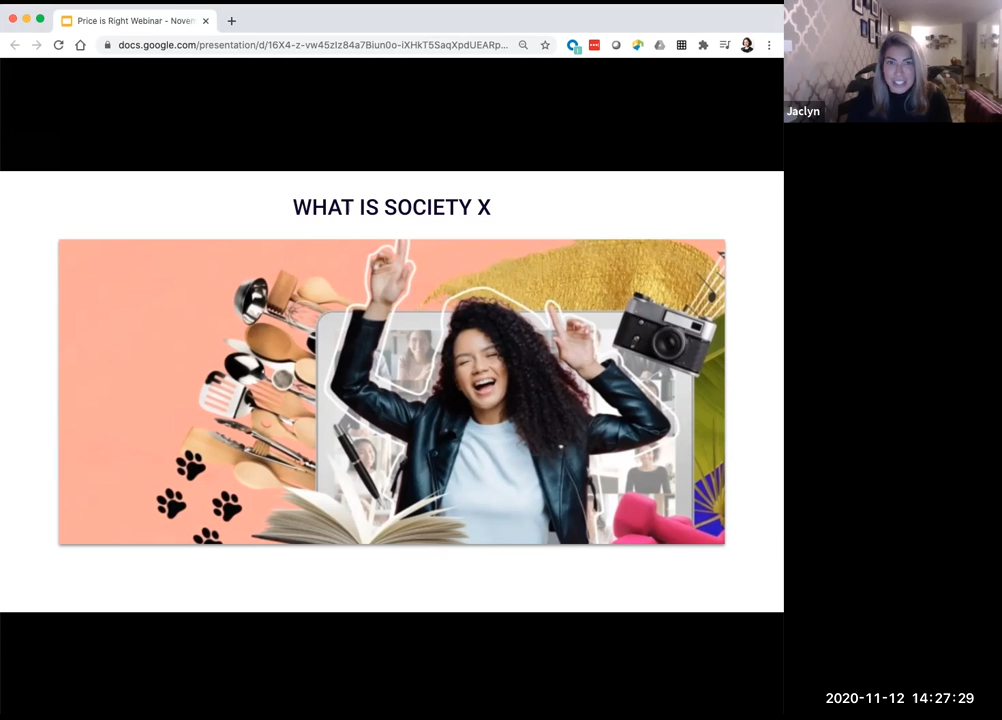 Price is Right Webinar - Novem
docs.google.com/presentation/d/16X4-z-vw45zIz84a7Biun0o-iXHkT5SaqXpdUEARp...
Jaclyn
WHAT IS SOCIETY X
2020-11-12 14:27:29